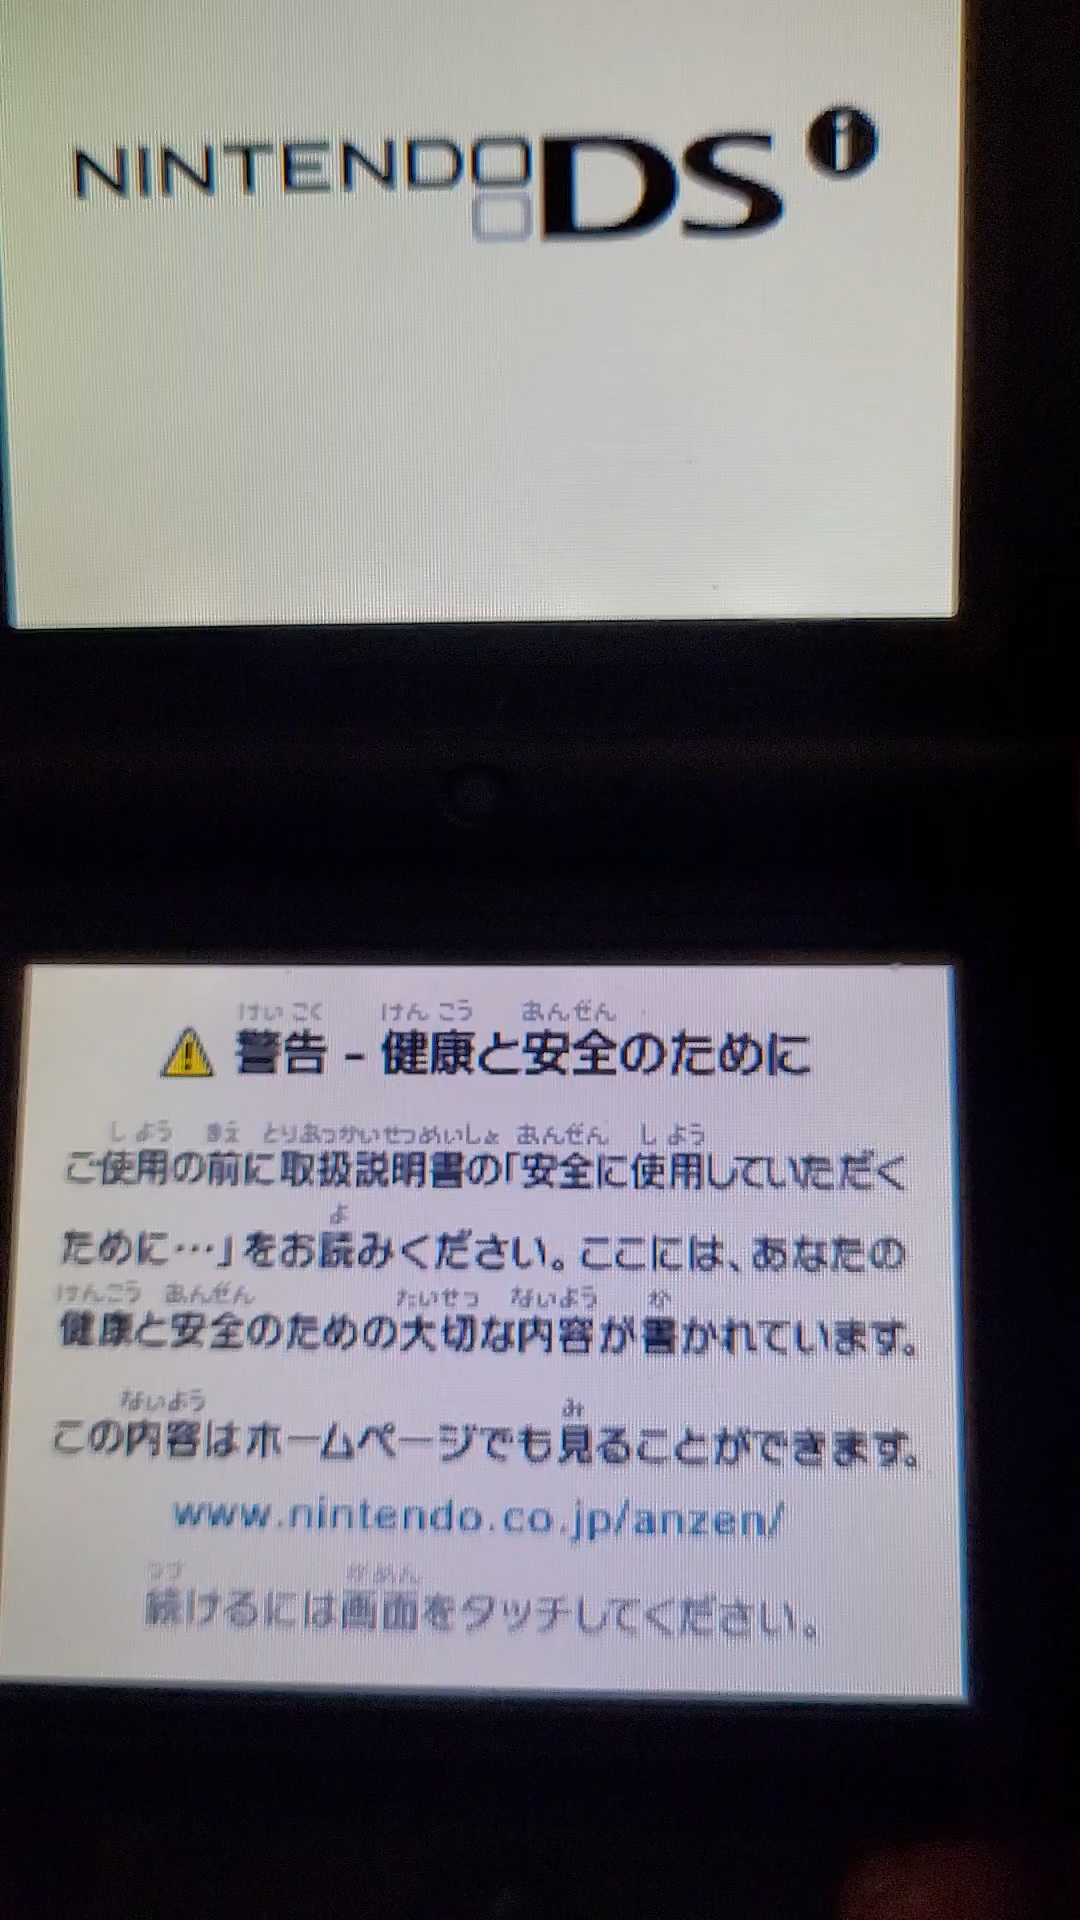 NINTENDO DS i
けいこく けんこう あんぜん
警告 - 健康と安全のために
しよう まえ とりあつかいせつめいしょ あんぜん しよう
ご使用の前に取扱説明書の「安全に使用していただく
よ
ために…」をお読みください。ここには、あなたの
けんこう あんぜん たいせつ ないよう か
健康と安全のための大切な内容が書かれています。
ないよう み
この内容はホームページでも見ることができます。
www.nintendo.co.jp/anzen/
つづ がめん
続けるには画面をタッチしてください。